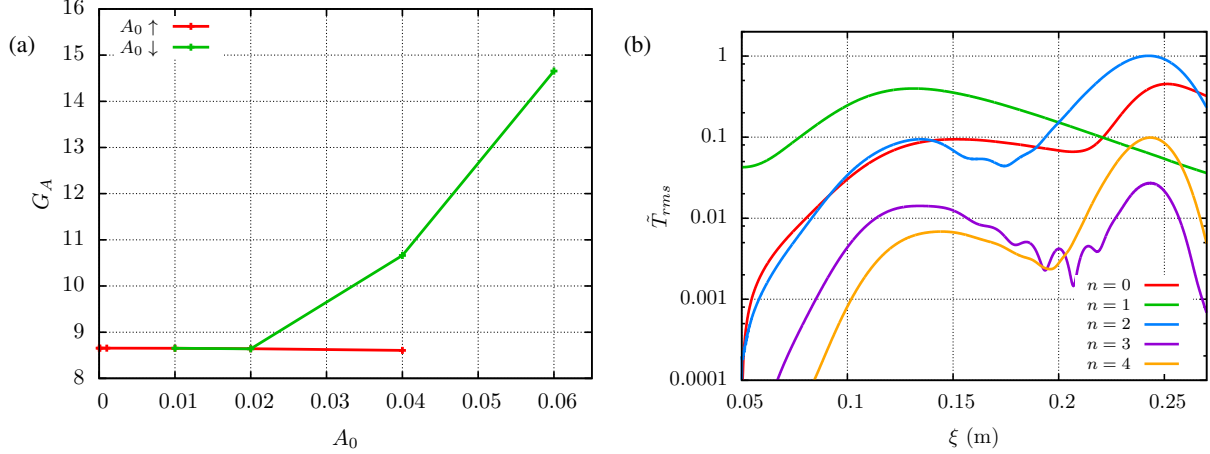 (a)
A₀ ↑
A₀ ↓
16
15
14
13
12
11
10
9
8
G_A
0
0.01
0.02
0.03
0.04
0.05
0.06
A₀
(b)
1
0.1
0.01
0.001
0.0001
T̃_rms
n = 0
n = 1
n = 2
n = 3
n = 4
0.05
0.1
0.15
0.2
0.25
ξ (m)